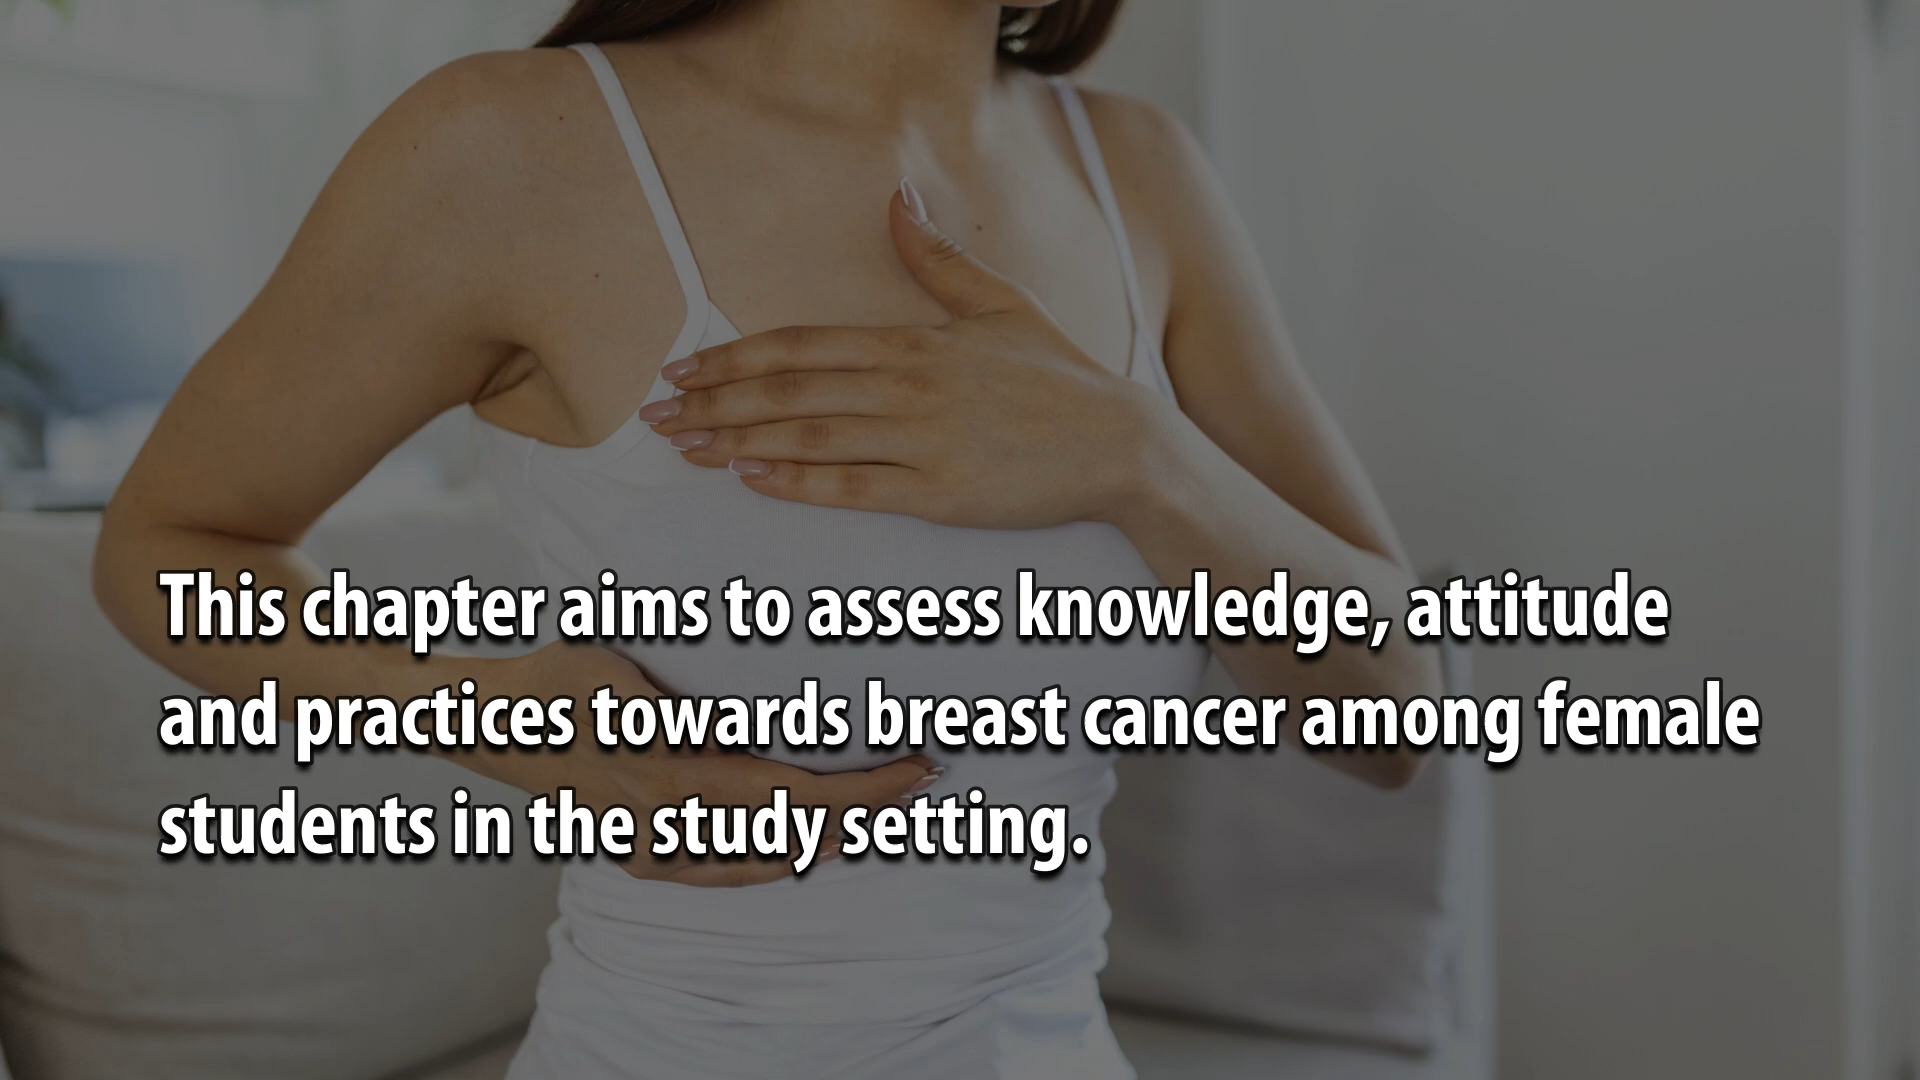 This chapter aims to assess knowledge, attitude
and practices towards breast cancer among female
students in the study setting.